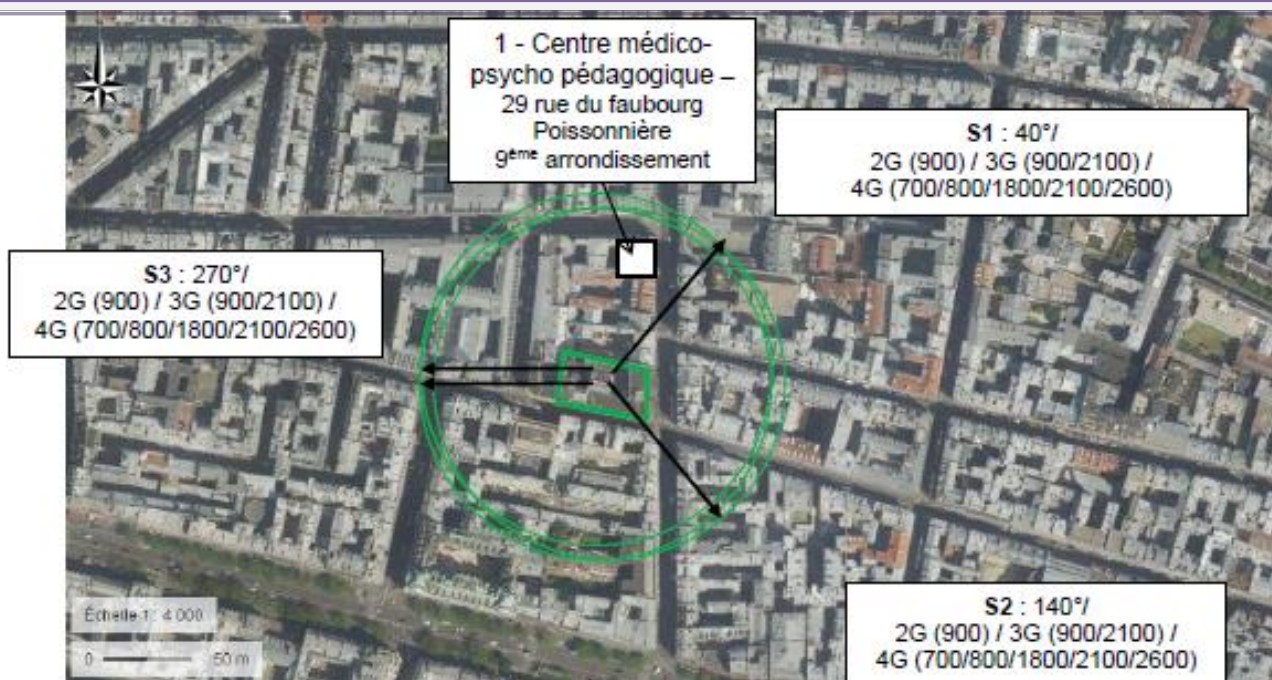 1 - Centre médico-
psycho pédagogique –
29 rue du faubourg
Poissonnière
9ème arrondissement
S1 : 40°/
2G (900) / 3G (900/2100) /
4G (700/800/1800/2100/2600)
S3 : 270°/
2G (900) / 3G (900/2100) /
4G (700/800/1800/2100/2600)
S2 : 140°/
2G (900) / 3G (900/2100) /
4G (700/800/1800/2100/2600)
Échelle 1 : 4 000
0 50 m